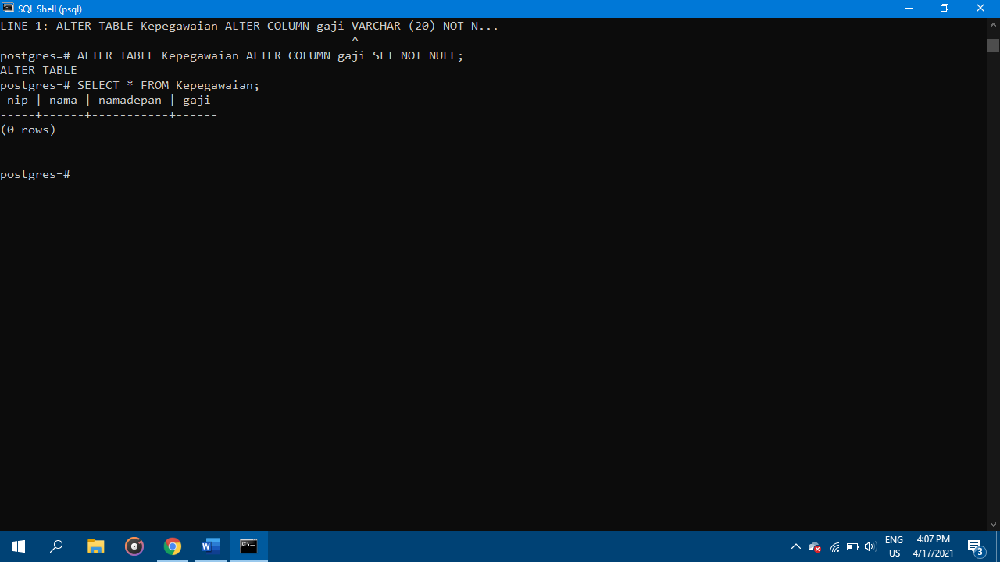 SQL Shell (psql)
LINE 1: ALTER TABLE Kepegawaian ALTER COLUMN gaji VARCHAR (20) NOT N...
^
postgres=# ALTER TABLE Kepegawaian ALTER COLUMN gaji SET NOT NULL;
ALTER TABLE
postgres=# SELECT * FROM Kepegawaian;
 nip | nama | namadepan | gaji
-----+------+-----------+------
(0 rows)
postgres=#
ENG
US
4:07 PM
4/17/2021
3